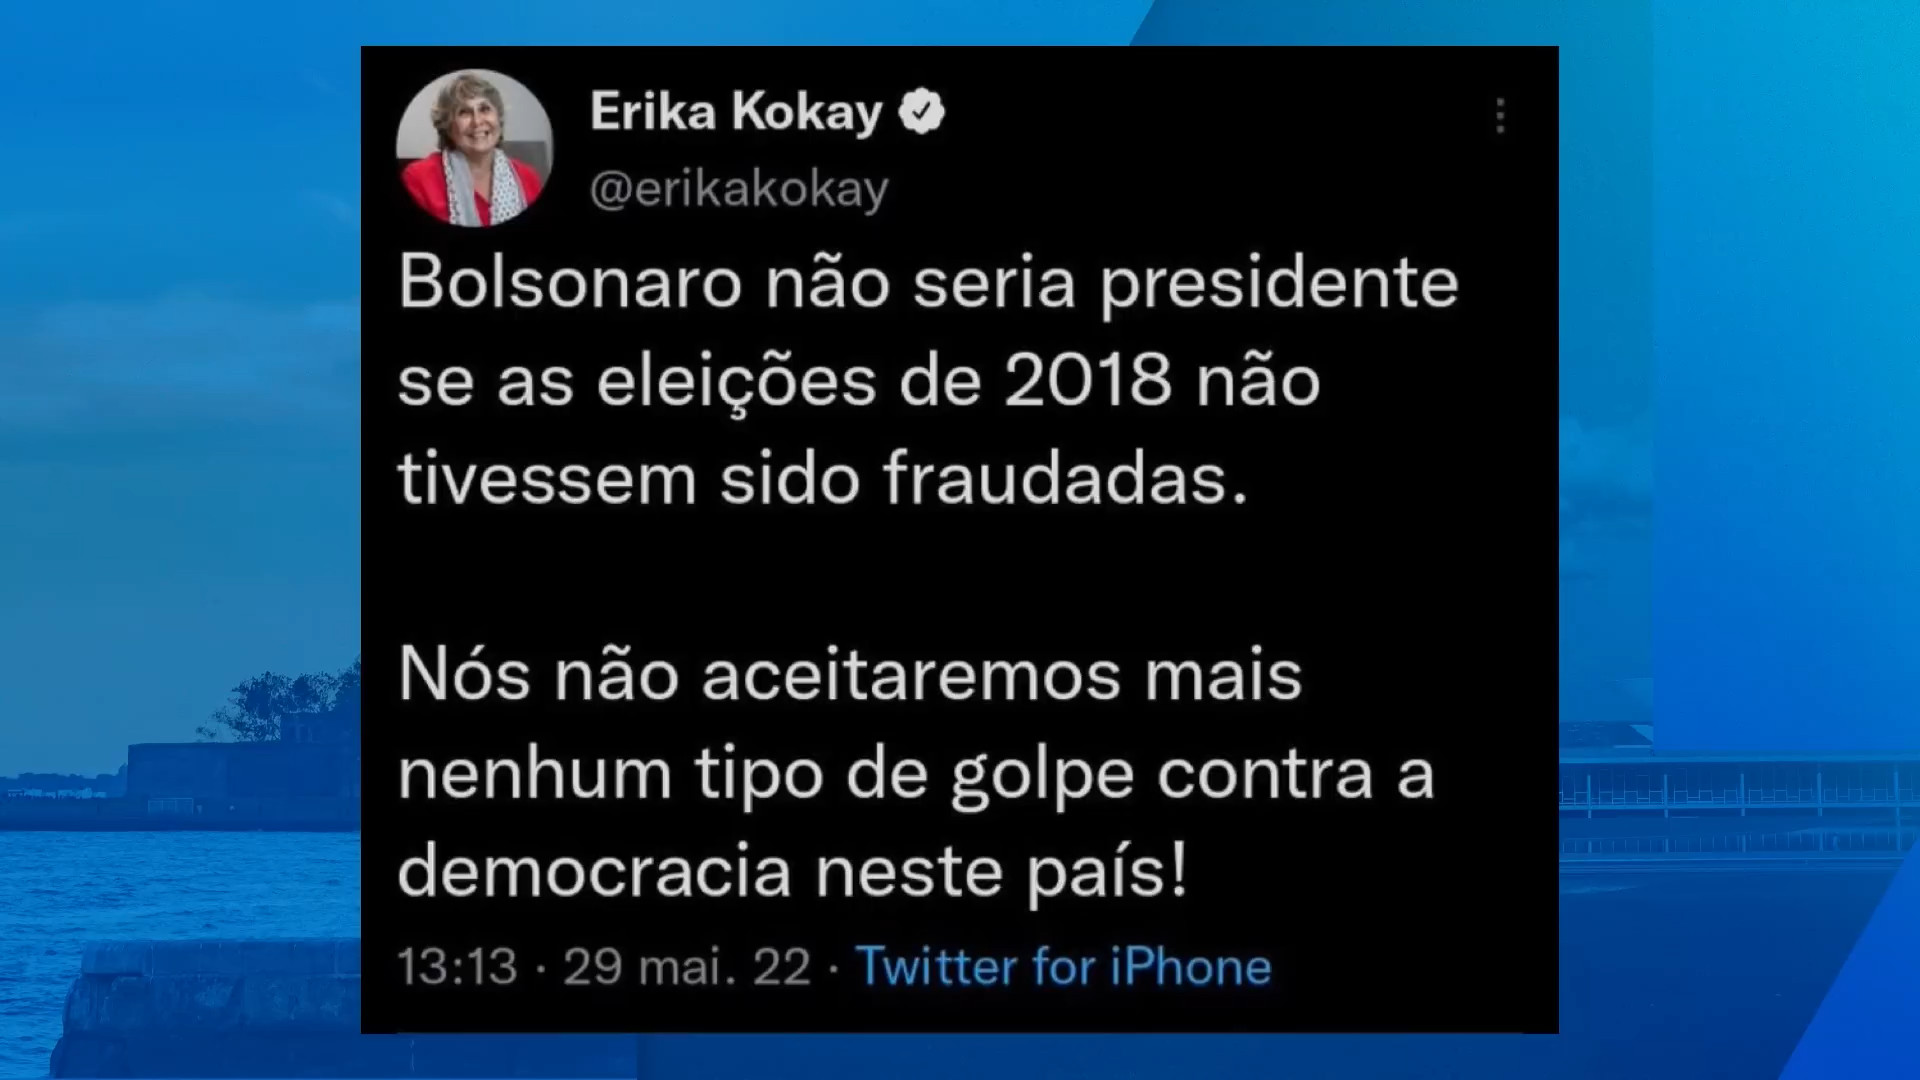 Erika Kokay
@erikakokay
Bolsonaro não seria presidente
se as eleições de 2018 não
tivessem sido fraudadas.
Nós não aceitaremos mais
nenhum tipo de golpe contra a
democracia neste país!
13:13 · 29 mai. 22 · Twitter for iPhone